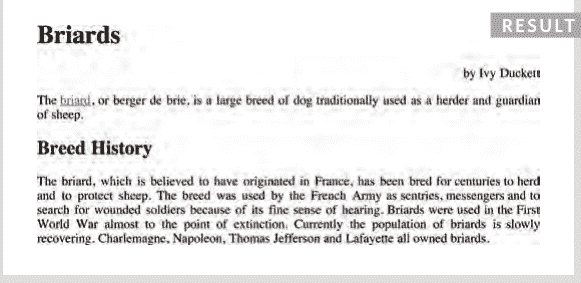 RESULT
Briards
by Ivy Duckett
The briard, or berger de brie, is a large breed of dog traditionally used as a herder and guardian
of sheep.
Breed History
The briard, which is believed to have originated in France, has been bred for centuries to herd
and to protect sheep. The breed was used by the French Army as sentries, messengers and to
search for wounded soldiers because of its fine sense of hearing. Briards were used in the First
World War almost to the point of extinction. Currently the population of briards is slowly
recovering. Charlemagne, Napoleon, Thomas Jefferson and Lafayette all owned briards.